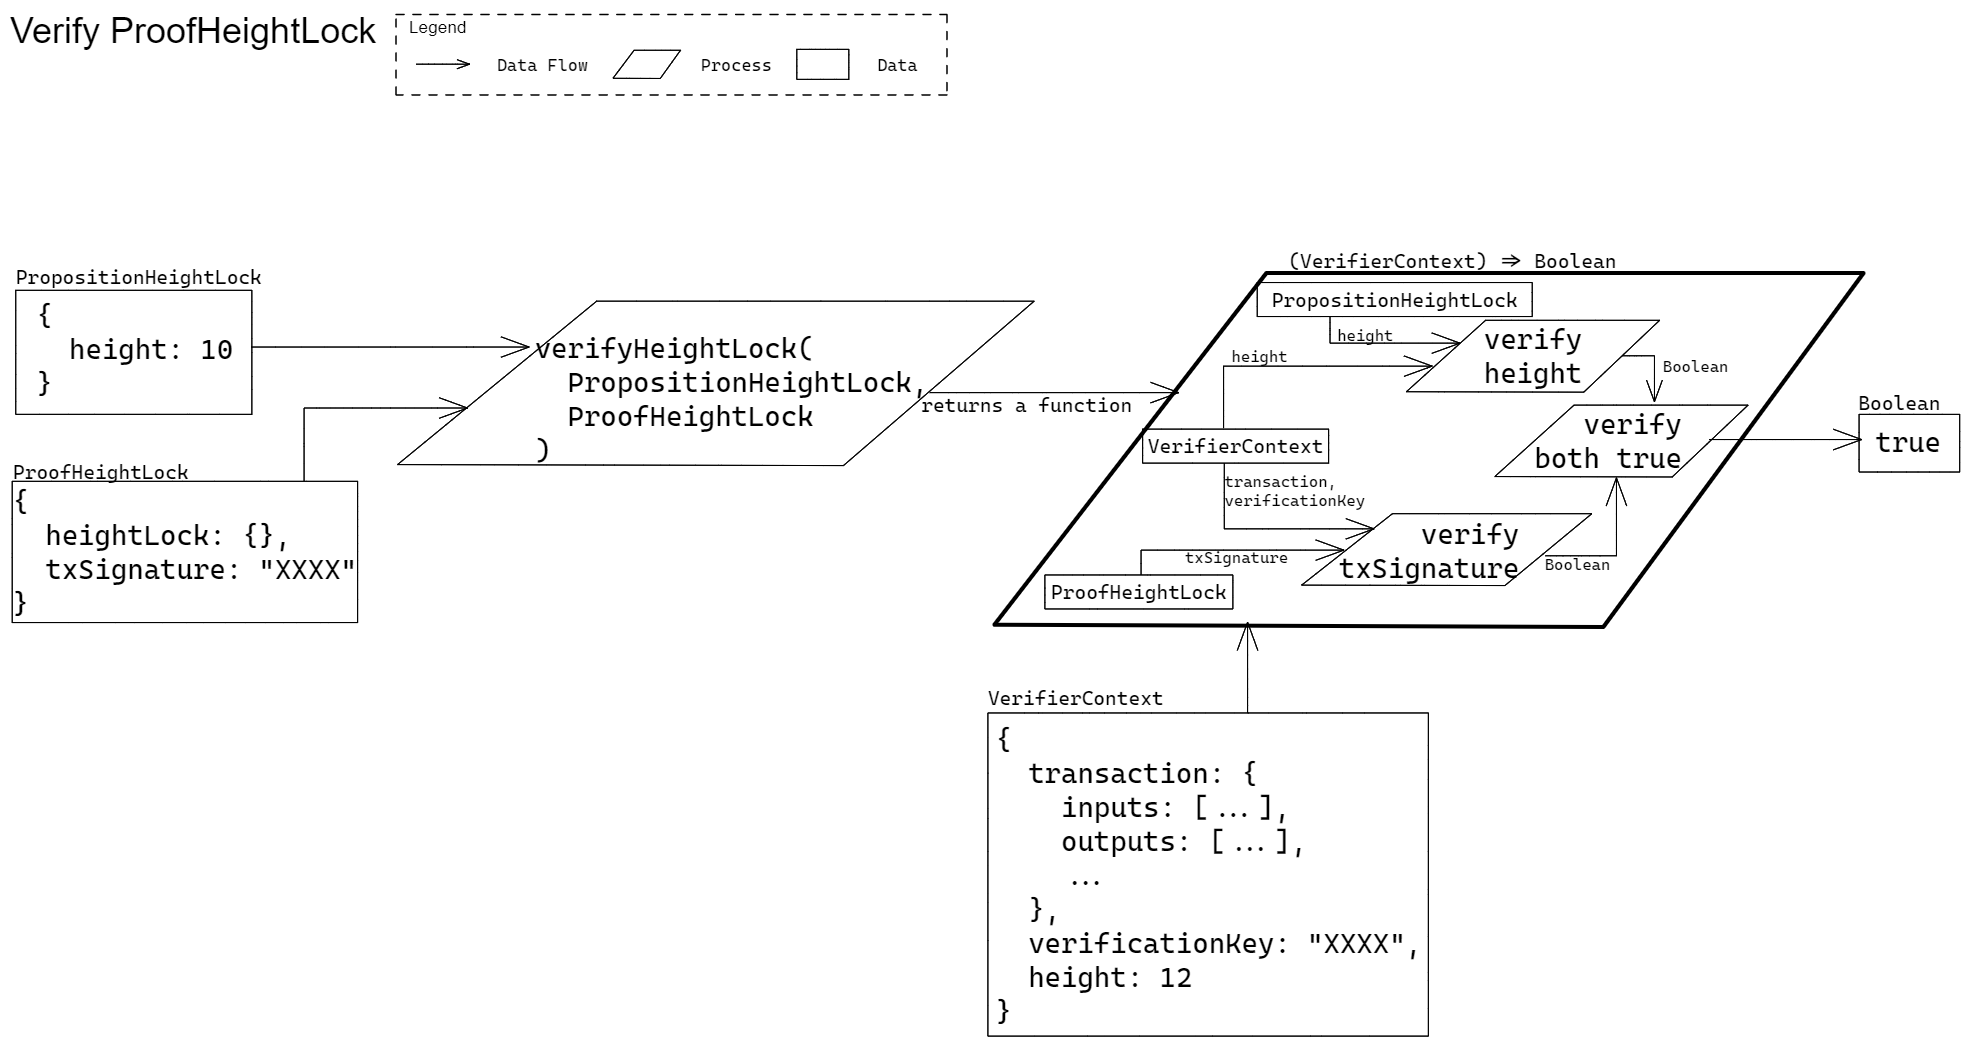 Verify ProofHeightLock
Legend
Data Flow
Process
Data
PropositionHeightLock
{
height: 10
}
ProofHeightLock
{
heightLock: {},
txSignature: "XXXX"
}
verifyHeightLock(
PropositionHeightLock,
ProofHeightLock
)
returns a function
(VerifierContext) ⇒ Boolean
PropositionHeightLock
height
height
verify
height
Boolean
VerifierContext
transaction,
verificationKey
verify
both true
txSignature
ProofHeightLock
verify
txSignature
Boolean
Boolean
true
VerifierContext
{
transaction: {
inputs: [ ... ],
outputs: [ ... ],
...
},
verificationKey: "XXXX",
height: 12
}